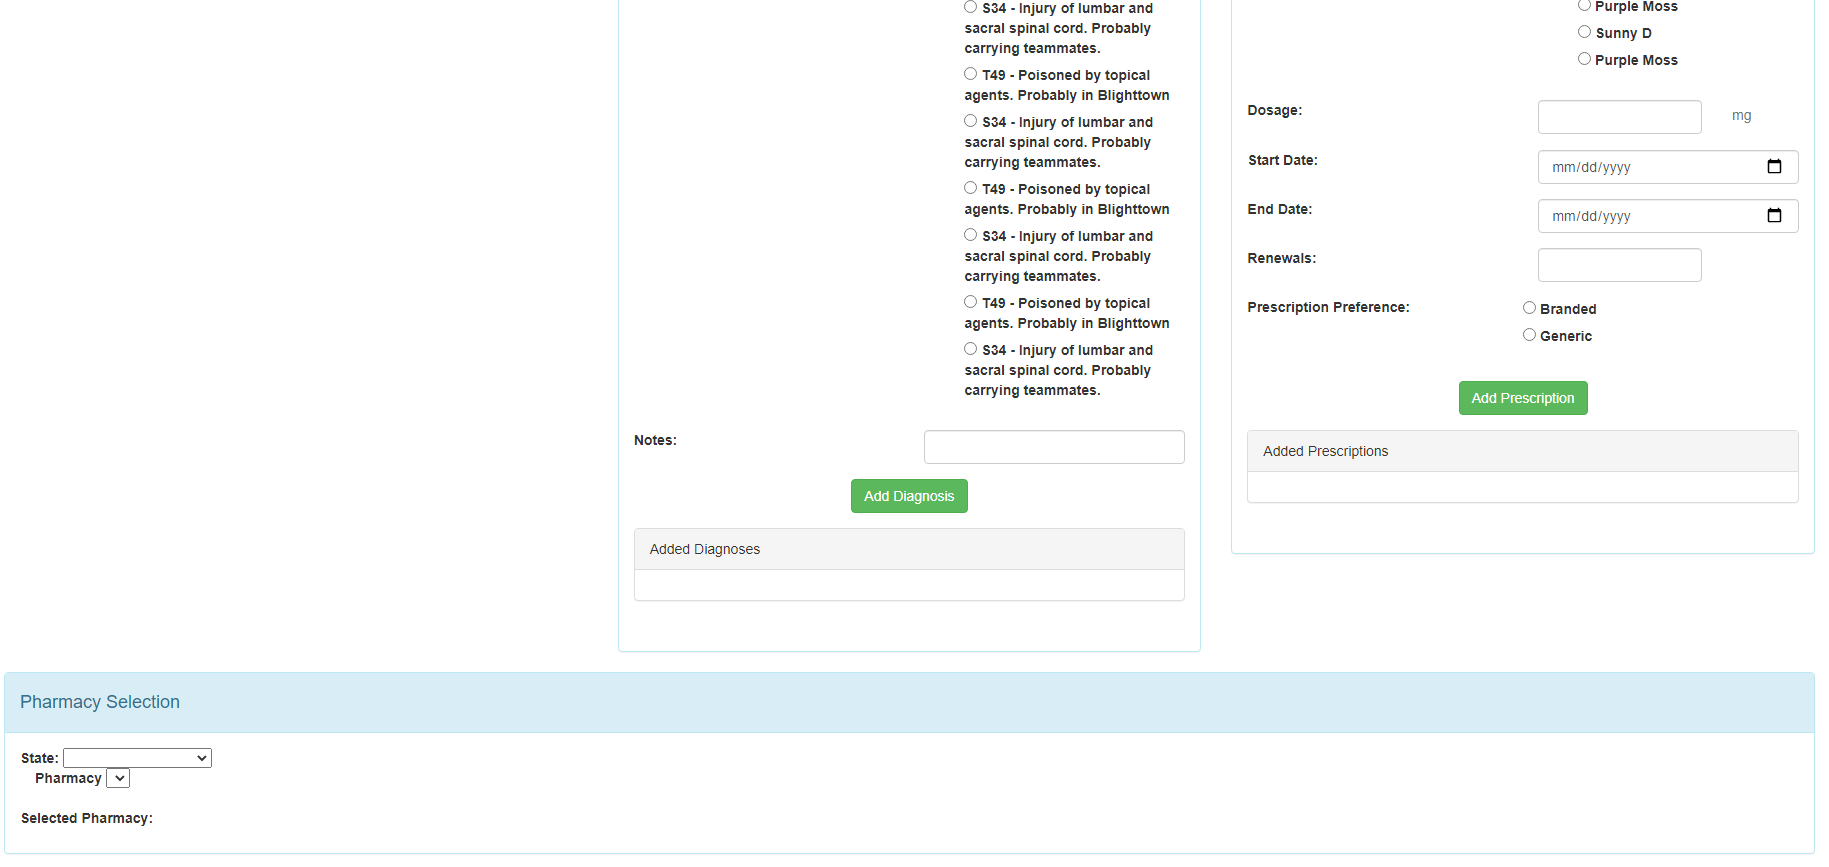 S34 - Injury of lumbar and
sacral spinal cord. Probably
carrying teammates.
T49 - Poisoned by topical
agents. Probably in Blighttown
S34 - Injury of lumbar and
sacral spinal cord. Probably
carrying teammates.
T49 - Poisoned by topical
agents. Probably in Blighttown
S34 - Injury of lumbar and
sacral spinal cord. Probably
carrying teammates.
T49 - Poisoned by topical
agents. Probably in Blighttown
S34 - Injury of lumbar and
sacral spinal cord. Probably
carrying teammates.
Notes:
Add Diagnosis
Added Diagnoses
Purple Moss
Sunny D
Purple Moss
Dosage: mg
Start Date: mm/dd/yyyy
End Date: mm/dd/yyyy
Renewals:
Prescription Preference: Branded
Generic
Add Prescription
Added Prescriptions
Pharmacy Selection
State:
Pharmacy
Selected Pharmacy: